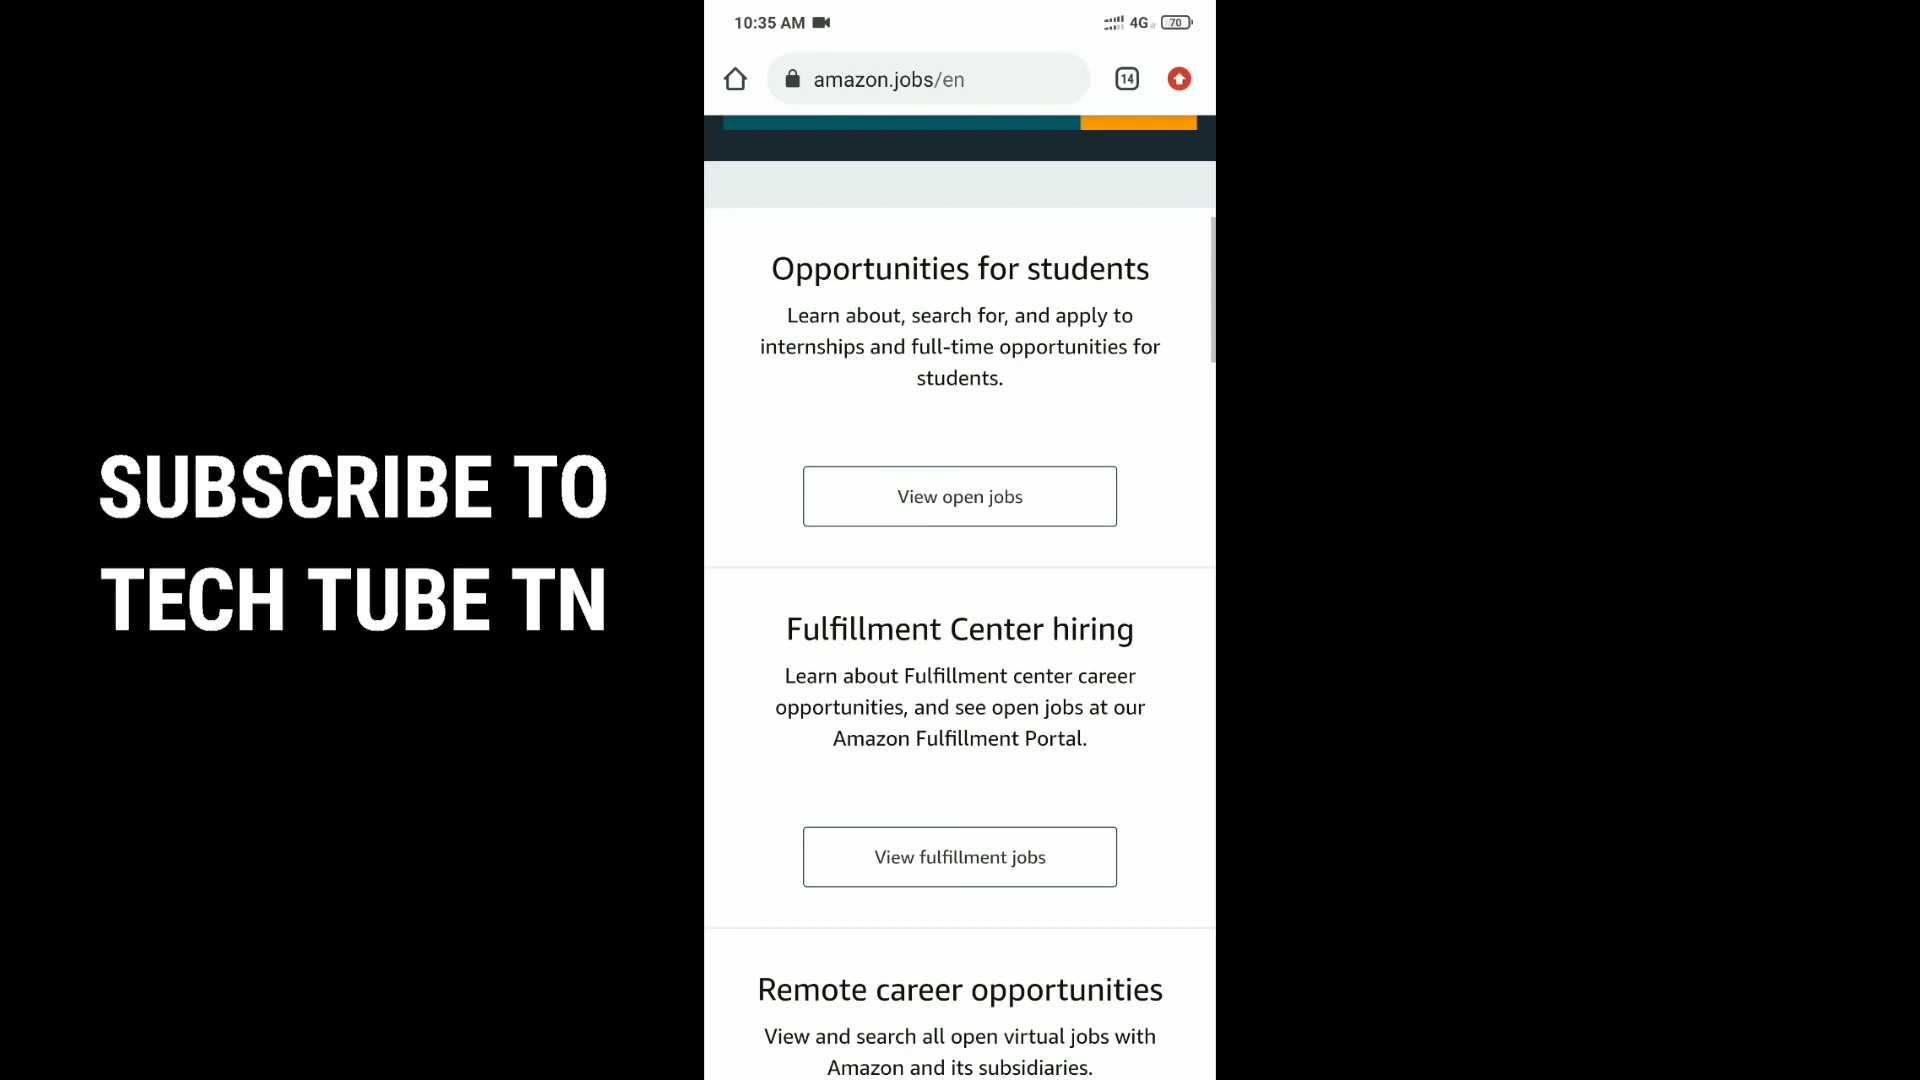 10:35 AM
4G
70
amazon.jobs/en
14
Opportunities for students
Learn about, search for, and apply to
internships and full-time opportunities for
students.
View open jobs
Fulfillment Center hiring
Learn about Fulfillment center career
opportunities, and see open jobs at our
Amazon Fulfillment Portal.
View fulfillment jobs
Remote career opportunities
View and search all open virtual jobs with
Amazon and its subsidiaries.
SUBSCRIBE TO
TECH TUBE TN